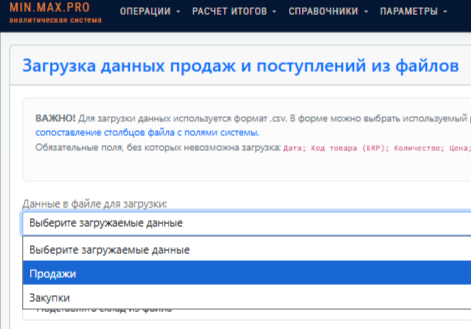 MIN.MAX.PRO
аналитическая система
ОПЕРАЦИИ РАСЧЕТ ИТОГОВ СПРАВОЧНИКИ ПАРАМЕТРЫ
Загрузка данных продаж и поступлений из файлов
ВАЖНО! Для загрузки данных используется формат .csv. В форме можно выбрать используемый
сопоставление столбцов файла с полями системы.
Обязательные поля, без которых невозможна загрузка: Дата; Код товара (ERP); Количество; Цена;
Данные в файле для загрузки:
Выберите загружаемые данные
Выберите загружаемые данные
Продажи
Закупки